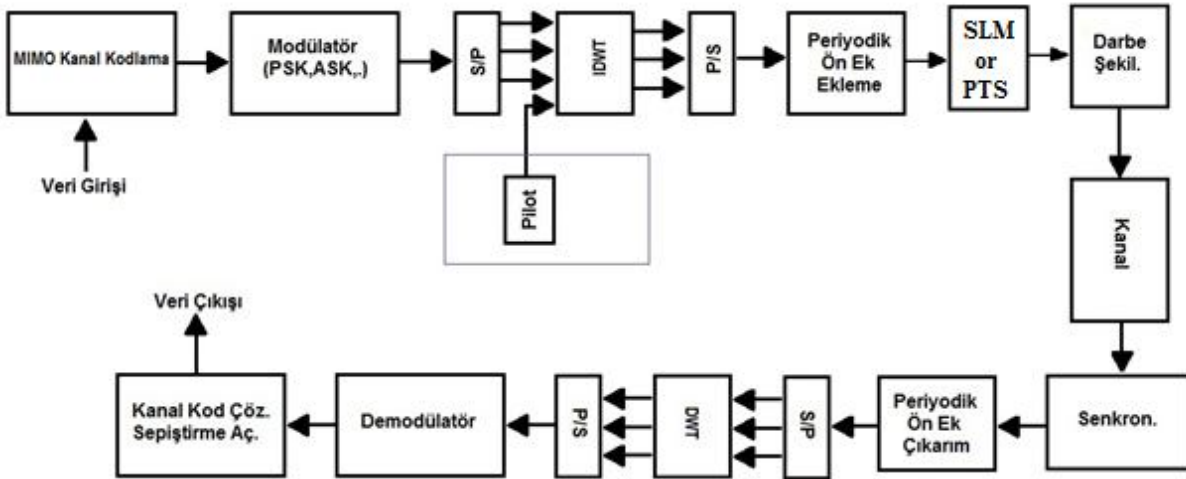 MIMO Kanal Kodlama
Modülatör
(PSK,ASK,.)
S/P
IDWT
P/S
Periyodik
Ön Ek
Ekleme
SLM
or
PTS
Darbe
Şekil.
Veri Girişi
Pilot
Kanal
Veri Çıkışı
Kanal Kod Çöz.
Sepiştirme Aç.
Demodülatör
P/S
DWT
S/P
Periyodik
Ön Ek
Çıkarım
Senkron.